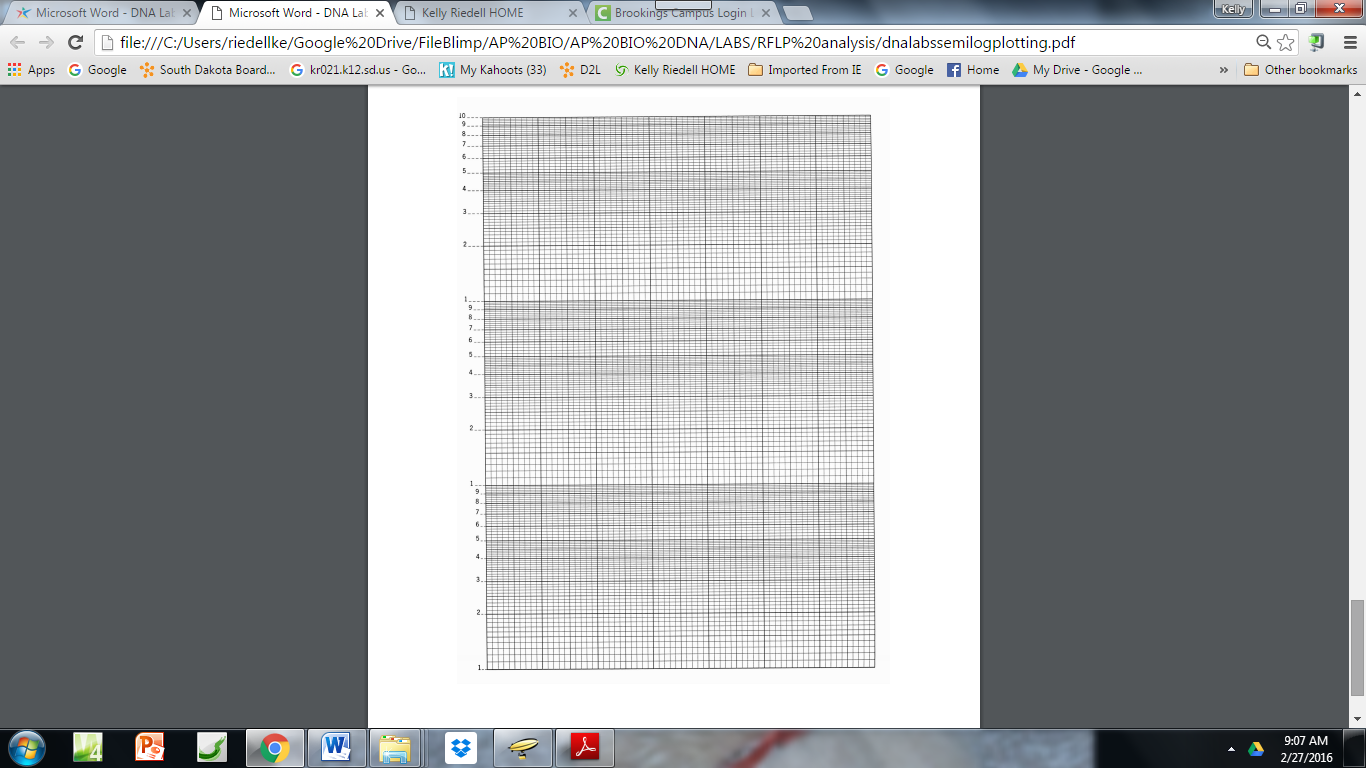 Microsoft Word - DNA Lab
Microsoft Word - DNA Lab
Kelly Riedell HOME
Brookings Campus Login
Kelly
file:///C:/Users/riedellke/Google%20Drive/FileBlimp/AP%20BIO/AP%20BIO%20DNA/LABS/RFLP%20analysis/dnalabssemilogplotting.pdf
Apps
Google
South Dakota Board...
kr021.k12.sd.us - Go...
My Kahoots (33)
D2L
Kelly Riedell HOME
Imported From IE
Google
Home
My Drive - Google ...
»
Other bookmarks
10
9
8
7
6
5
4
3
2
1
9
8
7
6
5
4
3
2
1
9
8
7
6
5
4
3
2
1
9:07 AM
2/27/2016